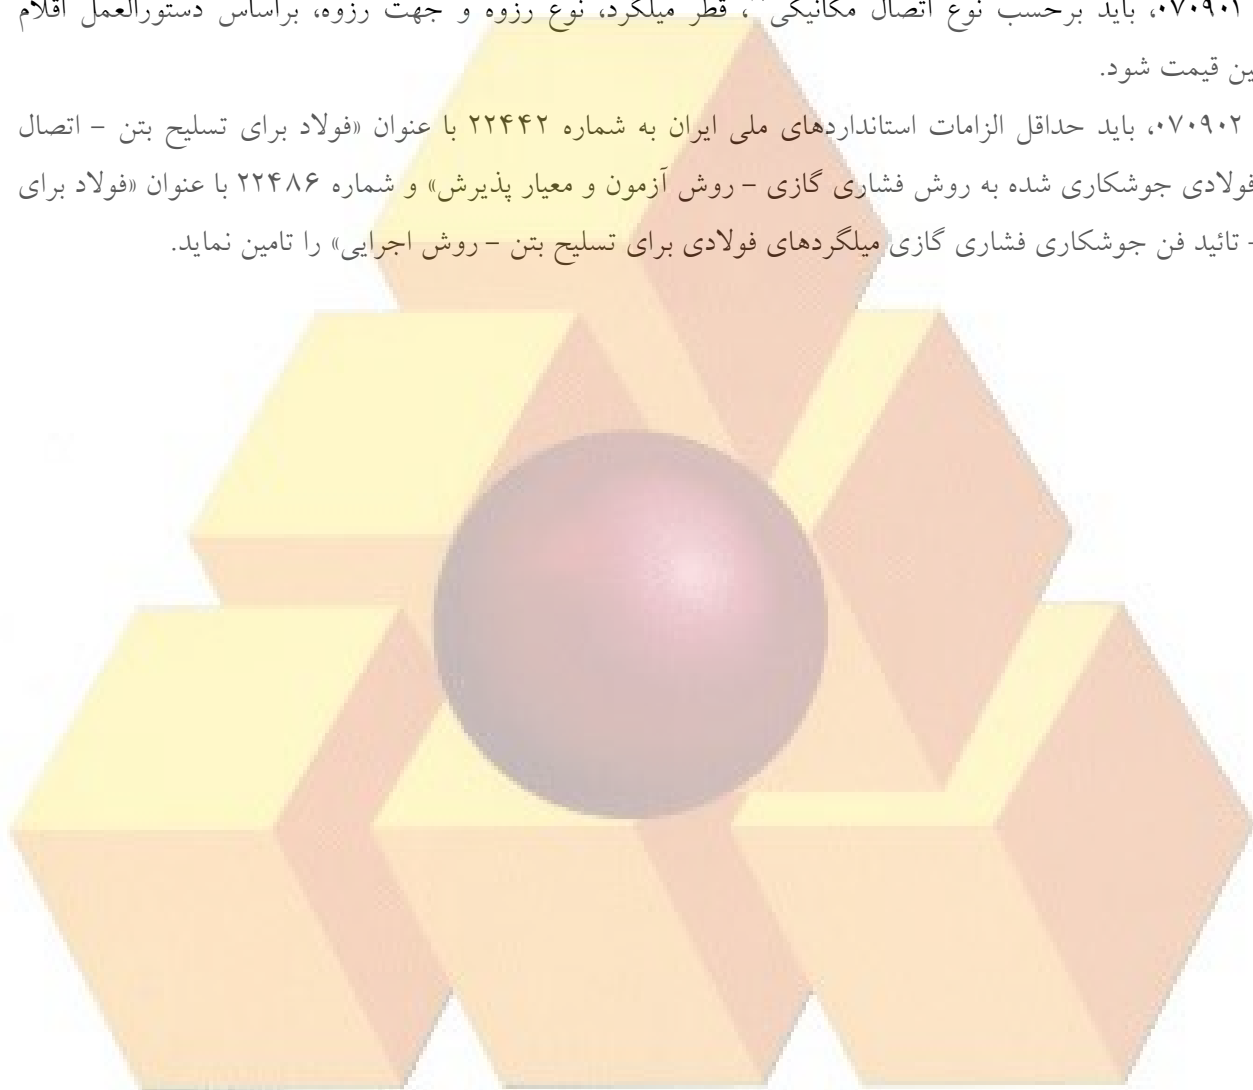 ۰۷۰۹۰۱، باید برحسب نوع اتصال مکانیکی، قطر میلگرد، نوع رزوه و جهت رزوه، براساس دستورالعمل اقلام
ین قیمت شود.
۰۷۰۹۰۲، باید حداقل الزامات استانداردهای ملی ایران به شماره ۲۲۴۴۲ با عنوان «فولاد برای تسلیح بتن – اتصال
فولادی جوشکاری شده به روش فشاری گازی – روش آزمون و معیار پذیرش» و شماره ۲۲۴۸۶ با عنوان «فولاد برای
- تائید فن جوشکاری فشاری گازی میلگردهای فولادی برای تسلیح بتن – روش اجرایی» را تامین نماید.